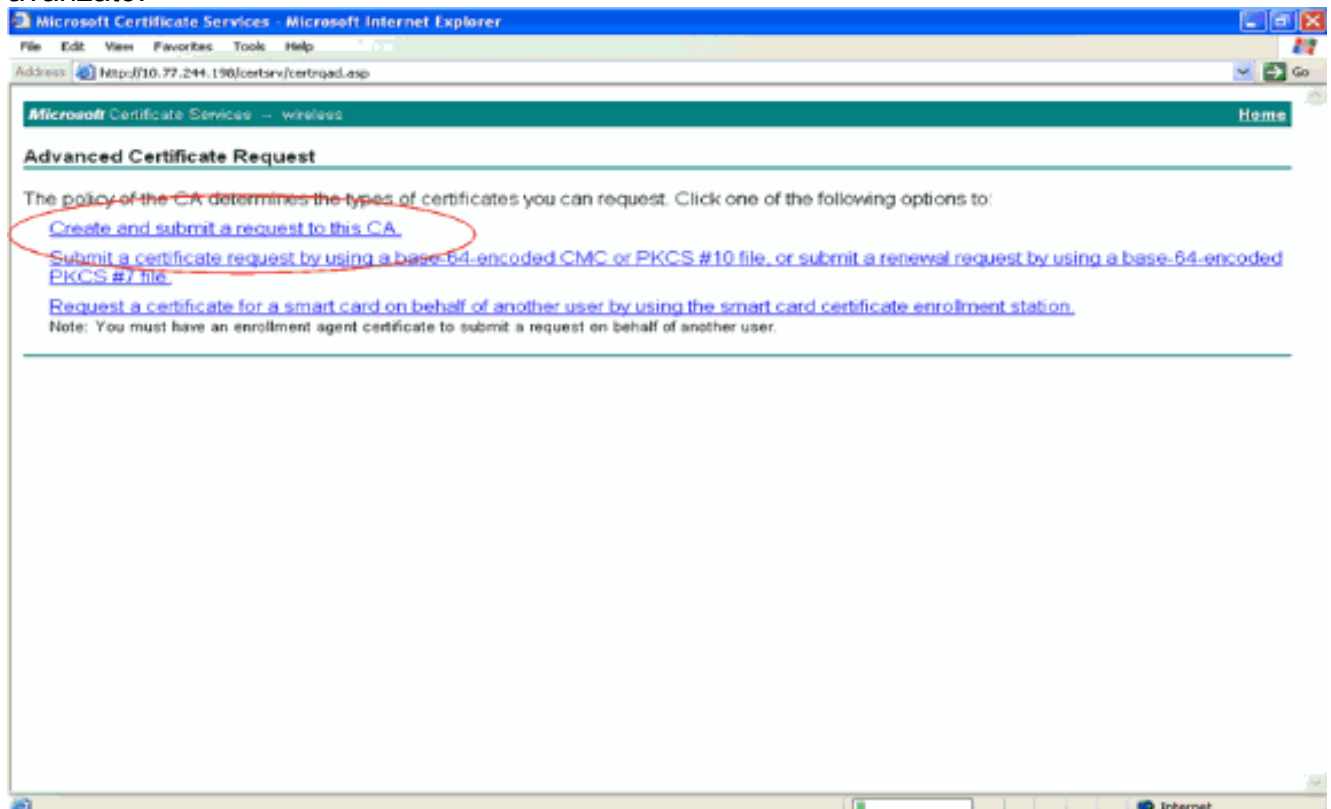 avanzate.
Microsoft Certificate Services - Microsoft Internet Explorer
File Edit View Favorites Tools Help
Address http://10.77.244.198/certsrv/certrqad.asp Go
Microsoft Certificate Services -- wireless Home
Advanced Certificate Request
The policy of the CA determines the types of certificates you can request. Click one of the following options to:
Create and submit a request to this CA.
Submit a certificate request by using a base-64-encoded CMC or PKCS #10 file, or submit a renewal request by using a base-64-encoded
PKCS #7 file.
Request a certificate for a smart card on behalf of another user by using the smart card certificate enrollment station.
Note: You must have an enrollment agent certificate to submit a request on behalf of another user.
Internet